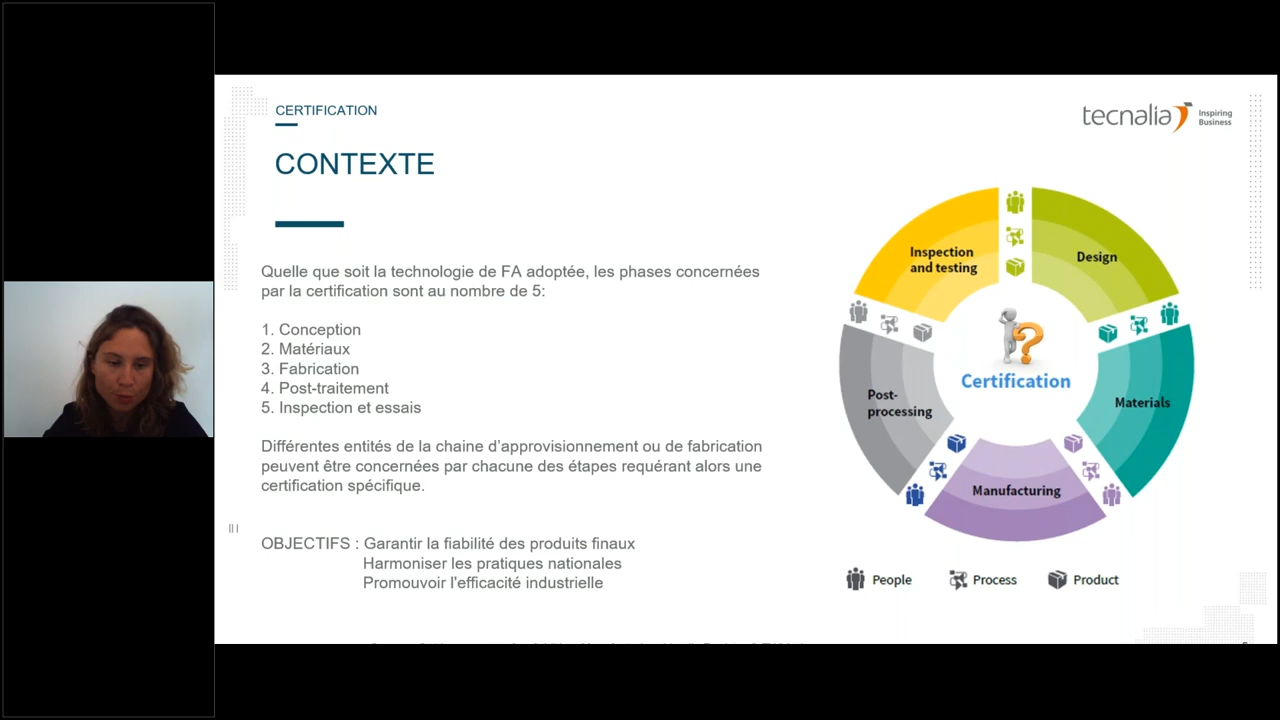 CERTIFICATION
tecnalia Inspiring Business
CONTEXTE
Quelle que soit la technologie de FA adoptée, les phases concernées
par la certification sont au nombre de 5:
1. Conception
2. Matériaux
3. Fabrication
4. Post-traitement
5. Inspection et essais
Différentes entités de la chaine d'approvisionnement ou de fabrication
peuvent être concernées par chacune des étapes requérant alors une
certification spécifique.
OBJECTIFS : Garantir la fiabilité des produits finaux
Harmoniser les pratiques nationales
Promouvoir l'efficacité industrielle
Inspection
and testing
Design
Certification
Post-
processing
Materials
Manufacturing
People
Process
Product